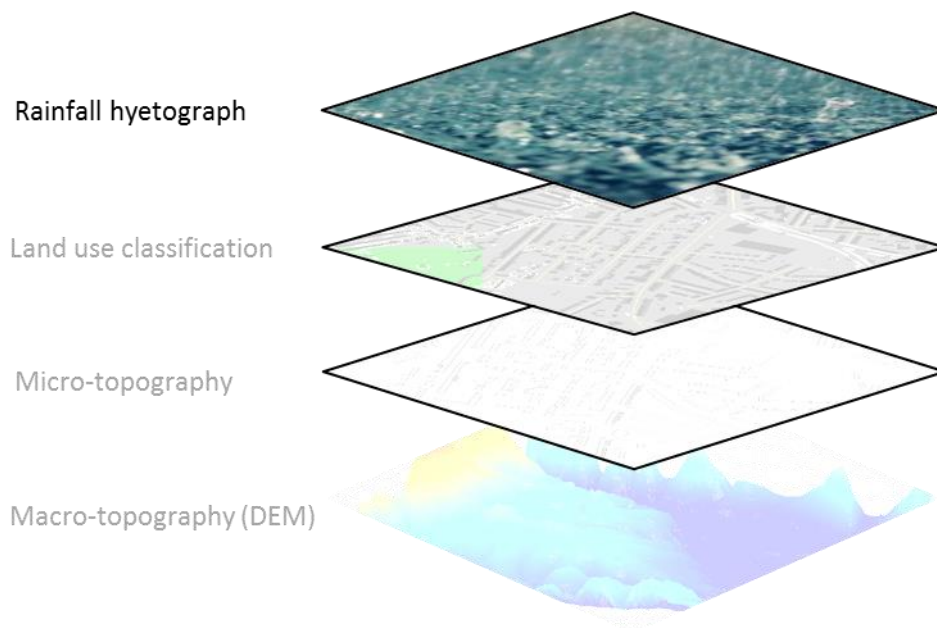 Rainfall hyetograph
Land use classification
Micro-topography
Macro-topography (DEM)